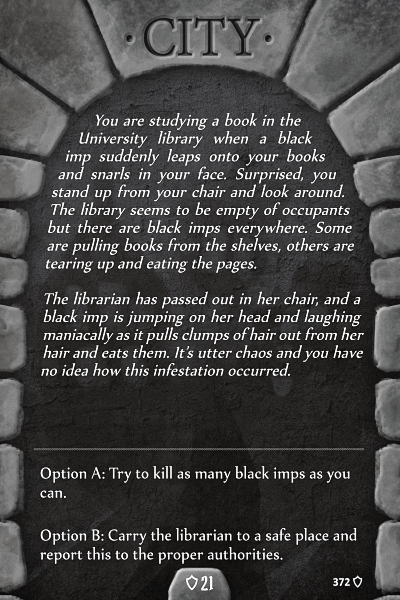 · CITY ·
You are studying a book in the
University library when a black
imp suddenly leaps onto your books
and snarls in your face. Surprised, you
stand up from your chair and look around.
The library seems to be empty of occupants
but there are black imps everywhere. Some
are pulling books from the shelves, others are
tearing up and eating the pages.
The librarian has passed out in her chair, and a
black imp is jumping on her head and laughing
maniacally as it pulls clumps of hair out from her
hair and eats them. It's utter chaos and you have
no idea how this infestation occurred.
Option A: Try to kill as many black imps as you
can.
Option B: Carry the librarian to a safe place and
report this to the proper authorities.
21
372